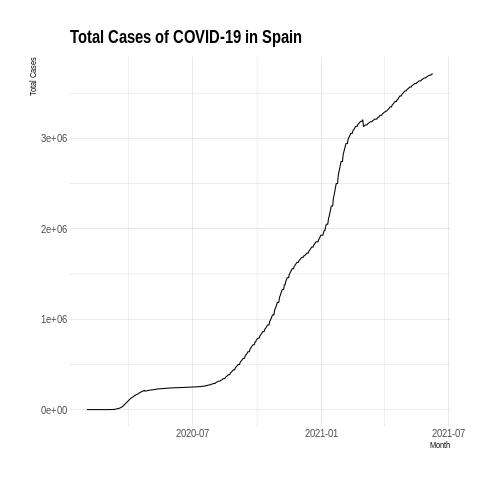 Total Cases of COVID-19 in Spain
Total Cases
3e+06
2e+06
1e+06
0e+00
2020-07
2021-01
2021-07
Month